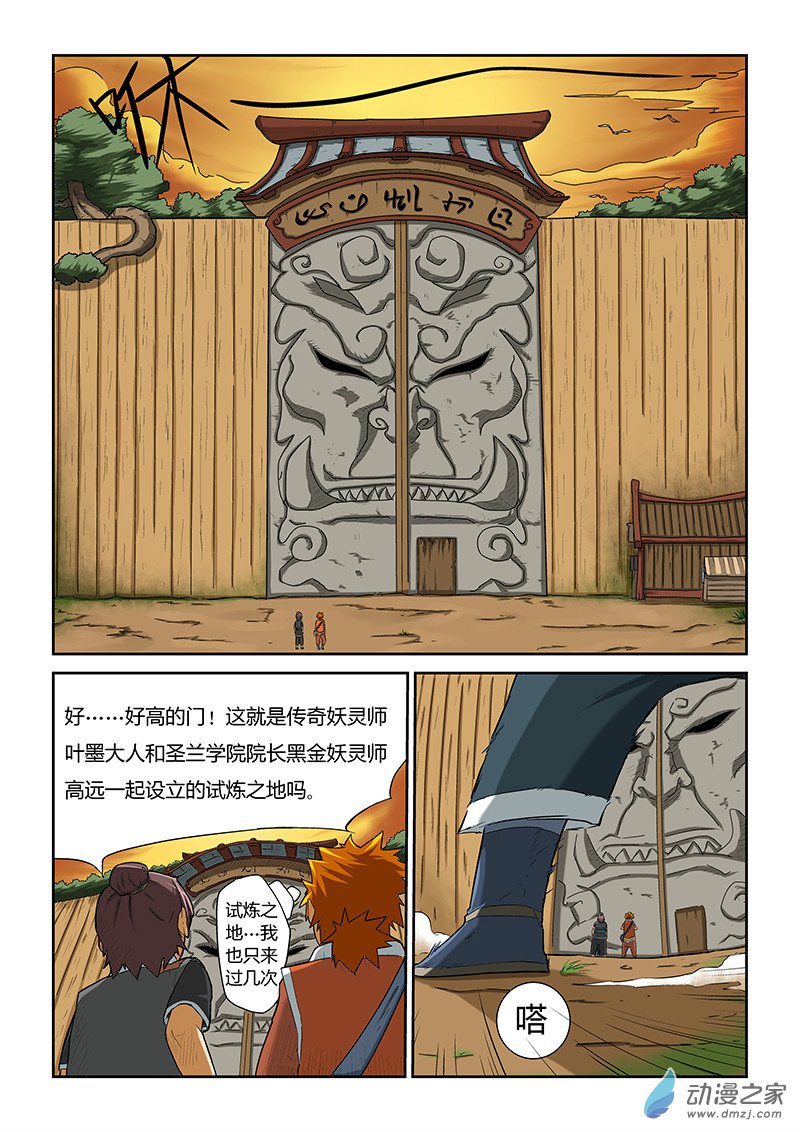 咻
好……好高的门！这就是传奇妖灵师
叶墨大人和圣兰学院院长黑金妖灵师
高远一起设立的试炼之地吗。
试炼之
地…我
也只来
过几次
嗒
动漫之家
www.dmzj.com